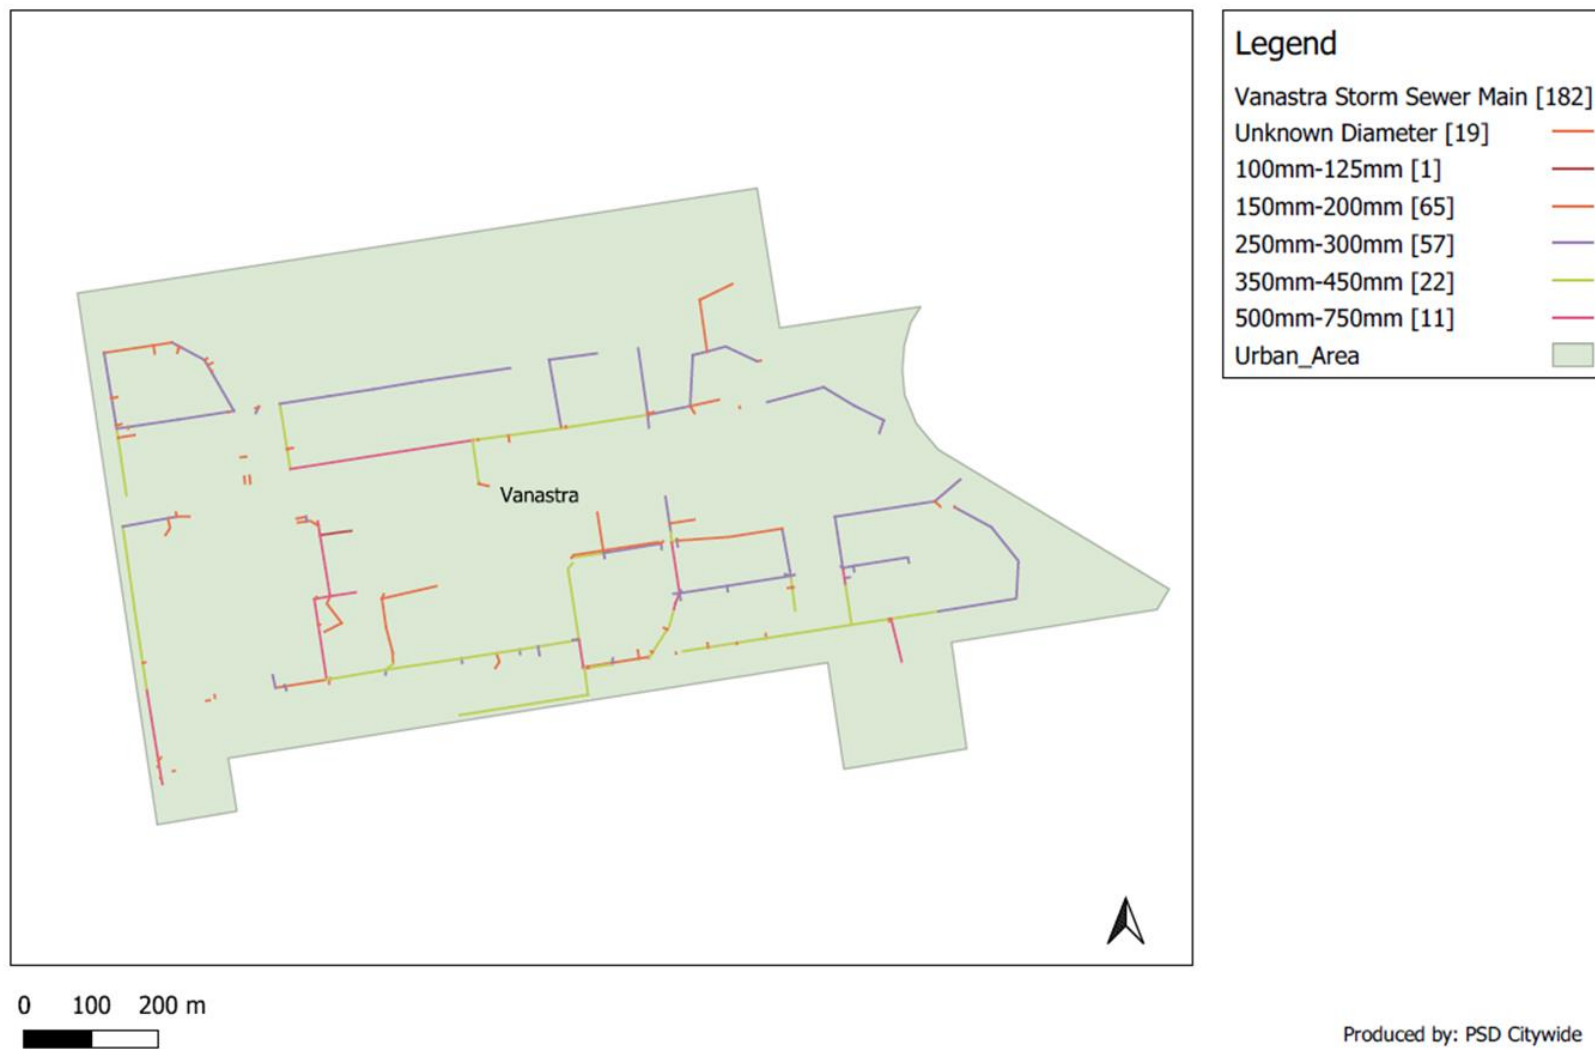 Legend
Vanastra Storm Sewer Main [182]
Unknown Diameter [19]
100mm-125mm [1]
150mm-200mm [65]
250mm-300mm [57]
350mm-450mm [22]
500mm-750mm [11]
Urban_Area
Vanastra
0 100 200 m
Produced by: PSD Citywide